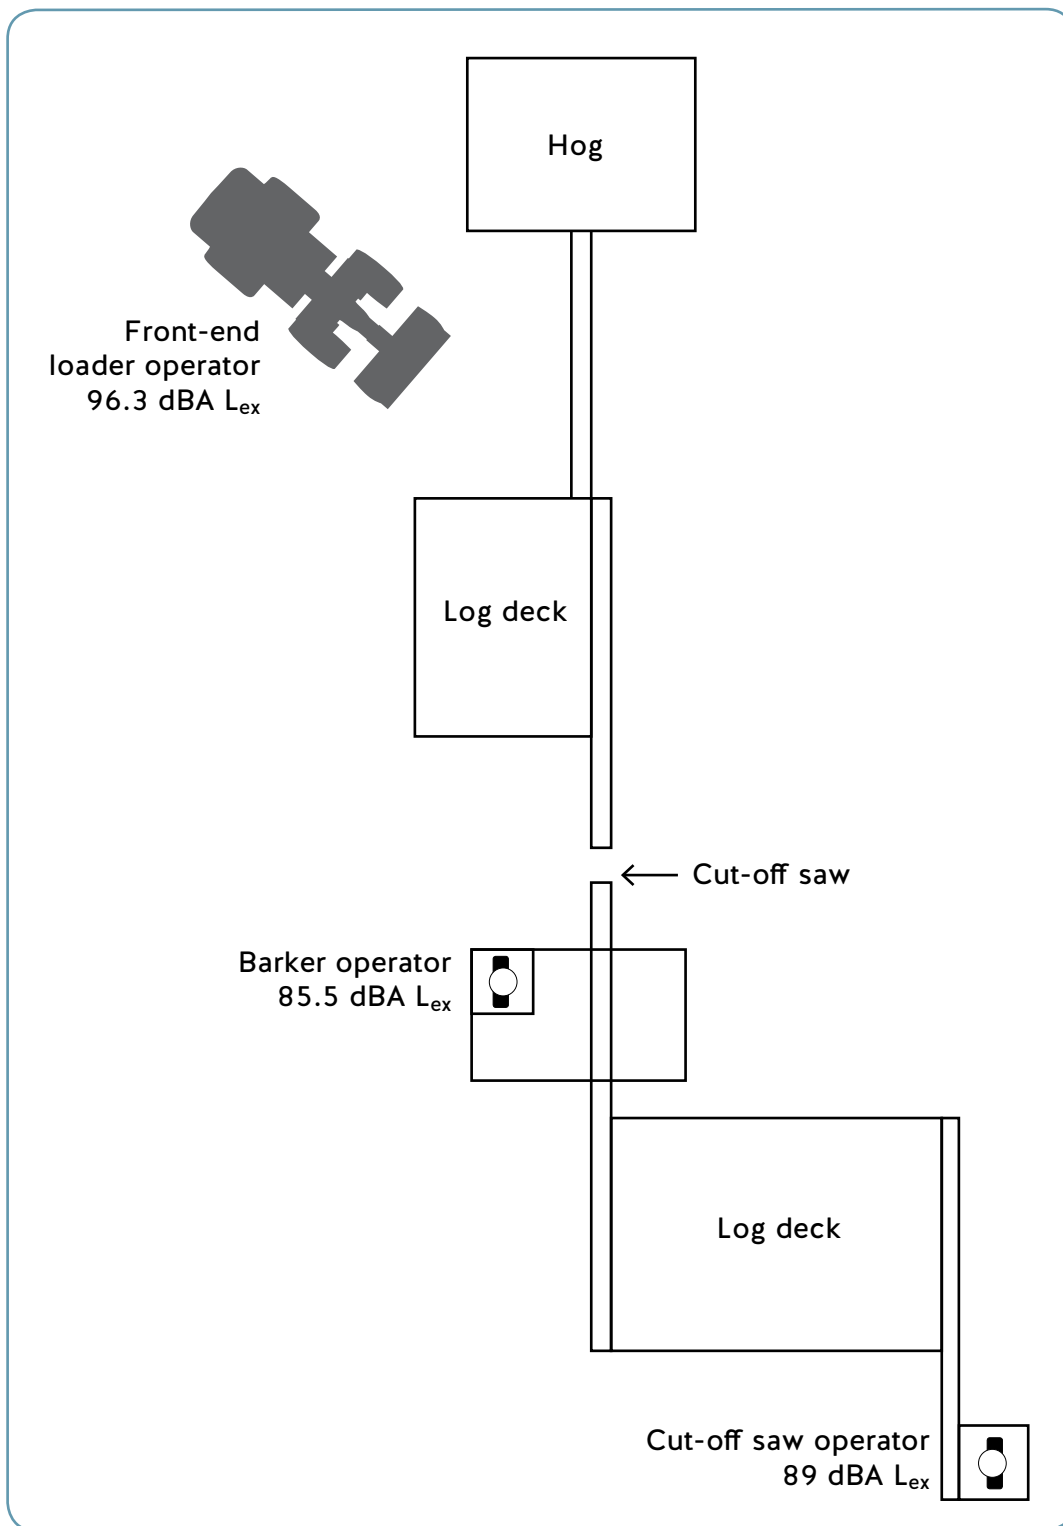 Hog
Front-end
loader operator
96.3 dBA Lex
Log deck
Cut-off saw
Barker operator
85.5 dBA Lex
Log deck
Cut-off saw operator
89 dBA Lex